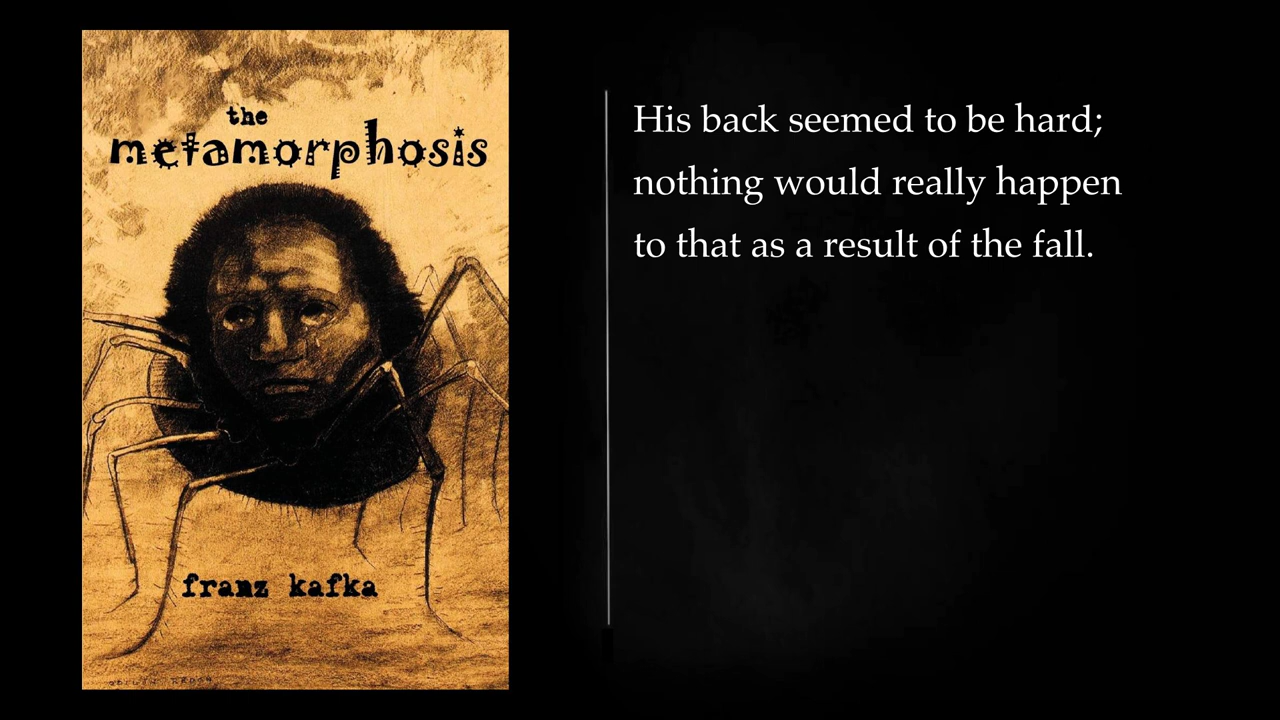 the
metamorphosis
franz kafka
His back seemed to be hard;
nothing would really happen
to that as a result of the fall.